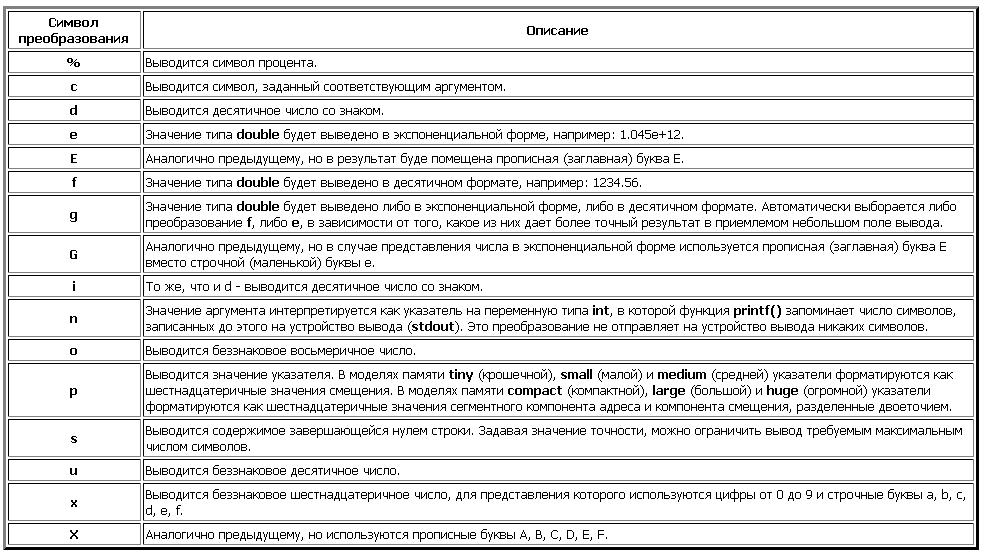 Символ
преобразования
Описание
%
Выводится символ процента.
c
Выводится символ, заданный соответствующим аргументом.
d
Выводится десятичное число со знаком.
e
Значение типа double будет выведено в экспоненциальной форме, например: 1.045e+12.
E
Аналогично предыдущему, но в результат буде помещена прописная (заглавная) буква E.
f
Значение типа double будет выведено в десятичном формате, например: 1234.56.
g
Значение типа double будет выведено либо в экспоненциальной форме, либо в десятичном формате. Автоматически выборается либо
преобразование f, либо e, в зависимости от того, какое из них дает более точный результат в приемлемом небольшом поле вывода.
G
Аналогично предыдущему, но в случае представления числа в экспоненциальной форме используется прописная (заглавная) буква E
вместо строчной (маленькой) буквы e.
i
То же, что и d - выводится десятичное число со знаком.
n
Значение аргумента интерпретируется как указатель на переменную типа int, в которой функция printf() запоминает число символов,
записанных до этого на устройство вывода (stdout). Это преобразование не отправляет на устройство вывода никаких символов.
o
Выводится беззнаковое восьмеричное число.
p
Выводится значение указателя. В моделях памяти tiny (крошечной), small (малой) и medium (средней) указатели форматируются как
шестнадцатеричные значения смещения. В моделях памяти compact (компактной), large (большой) и huge (огромной) указатели
форматируются как шестнадцатеричные значения сегментного компонента адреса и компонента смещения, разделенные двоеточием.
s
Выводится содержимое завершающейся нулем строки. Задавая значение точности, можно ограничить вывод требуемым максимальным
числом символов.
u
Выводится беззнаковое десятичное число.
x
Выводится беззнаковое шестнадцатеричное число, для представления которого используются цифры от 0 до 9 и строчные буквы a, b, c,
d, e, f.
X
Аналогично предыдущему, но используются прописные буквы A, B, C, D, E, F.